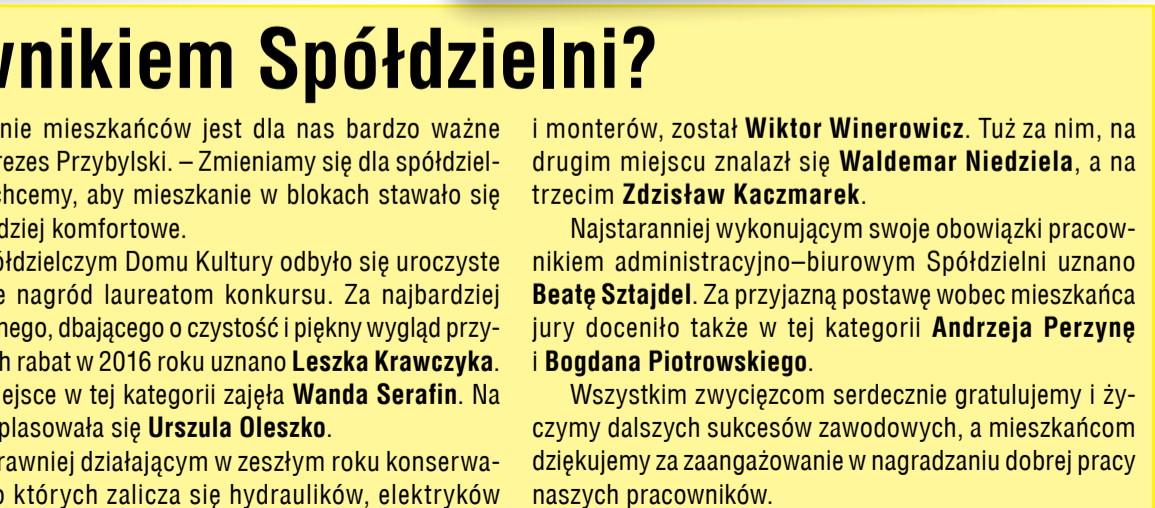 wnikiem Spółdzielni?
nie mieszkańców jest dla nas bardzo ważne
rezes Przybylski. – Zmieniamy się dla spółdziel-
chcemy, aby mieszkanie w blokach stawało się
dziej komfortowe.
ółdzielczym Domu Kultury odbyło się uroczyste
e nagród laureatom konkursu. Za najbardziej
nego, dbającego o czystość i piękny wygląd przy-
h rabat w 2016 roku uznano Leszka Krawczyka.
ejsce w tej kategorii zajęła Wanda Serafin. Na
plasowała się Urszula Oleszko.
rawniej działającym w zeszłym roku konserwa-
o których zalicza się hydraulików, elektryków
i monterów, został Wiktor Winerowicz. Tuż za nim, na
drugim miejscu znalazł się Waldemar Niedziela, a na
trzecim Zdzisław Kaczmarek.
Najstaranniej wykonującym swoje obowiązki pracow-
nikiem administracyjno–biurowym Spółdzielni uznano
Beatę Sztajdel. Za przyjazną postawę wobec mieszkańca
jury doceniło także w tej kategorii Andrzeja Perzynę
i Bogdana Piotrowskiego.
Wszystkim zwycięzcom serdecznie gratulujemy i ży-
czymy dalszych sukcesów zawodowych, a mieszkańcom
dziękujemy za zaangażowanie w nagradzaniu dobrej pracy
naszych pracowników.